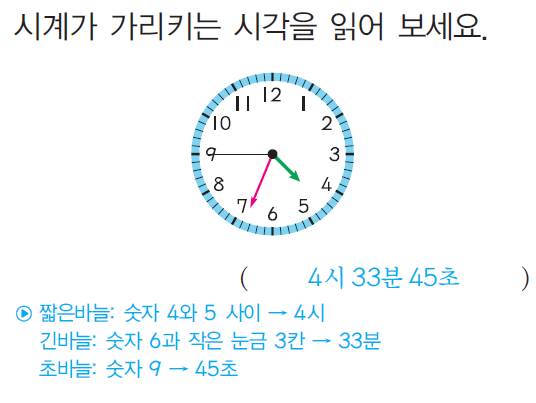 시계가 가리키는 시각을 읽어 보세요.
12
11 1
10 2
9 3
8 4
7 5
6
( 4시 33분 45초 )
짧은바늘: 숫자 4와 5 사이 → 4시
긴바늘: 숫자 6과 작은 눈금 3칸 → 33분
초바늘: 숫자 9 → 45초